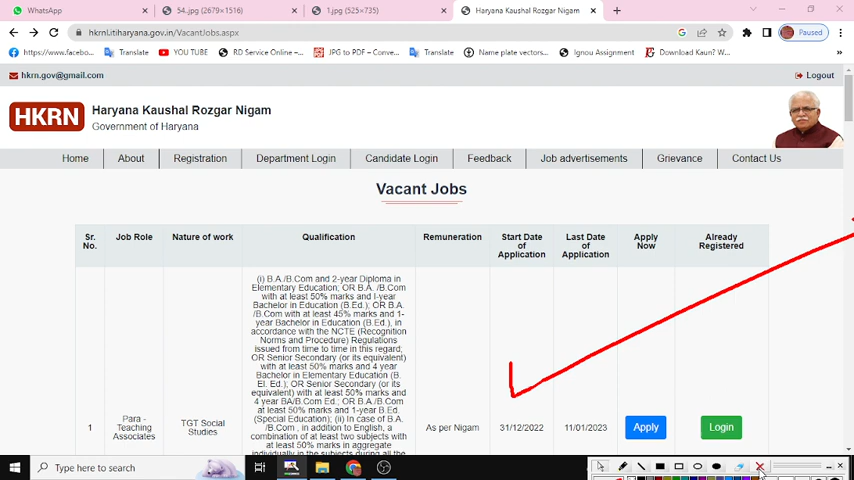 WhatsApp
54.jpg (2679×1516)
1.jpg (525×735)
Haryana Kaushal Rozgar Nigam
hkrnl.itiharyana.gov.in/VacantJobs.aspx
Paused
https://www.facebo...
Translate
YOU TUBE
RD Service Online –...
JPG to PDF – Conve...
Translate
Name plate vectors...
Ignou Assignment
Download Kaun? W...
hkrn.gov@gmail.com
Logout
HKRN
Haryana Kaushal Rozgar Nigam
Government of Haryana
Home
About
Registration
Department Login
Candidate Login
Feedback
Job advertisements
Grievance
Contact Us
Vacant Jobs
Sr. No.
Job Role
Nature of work
Qualification
Remuneration
Start Date of Application
Last Date of Application
Apply Now
Already Registered
1
Para - Teaching Associates
TGT Social Studies
(i) B.A./B.Com and 2-year Diploma in
Elementary Education; OR B.A./B.Com
with at least 50% marks and I-year
Bachelor in Education (B.Ed.); OR B.A.
/B.Com with at least 45% marks and 1-
year Bachelor in Education (B.Ed.), in
accordance with the NCTE (Recognition
Norms and Procedure) Regulations
issued from time to time in this regard;
OR Senior Secondary (or its equivalent)
with at least 50% marks and 4 year
Bachelor in Elementary Education (B.
El. Ed.); OR Senior Secondary (or its
equivalent) with at least 50% marks and
4 year BA/B.Com Ed.; OR B.A./B.Com
at least 50% marks and 1-year B.Ed.
(Special Education); (ii) In case of B.A.
/B.Com , in addition to English, a
combination of at least two subjects with
at least 50% marks in aggregate
individually in the subjects during all the
As per Nigam
31/12/2022
11/01/2023
Apply
Login
Type here to search